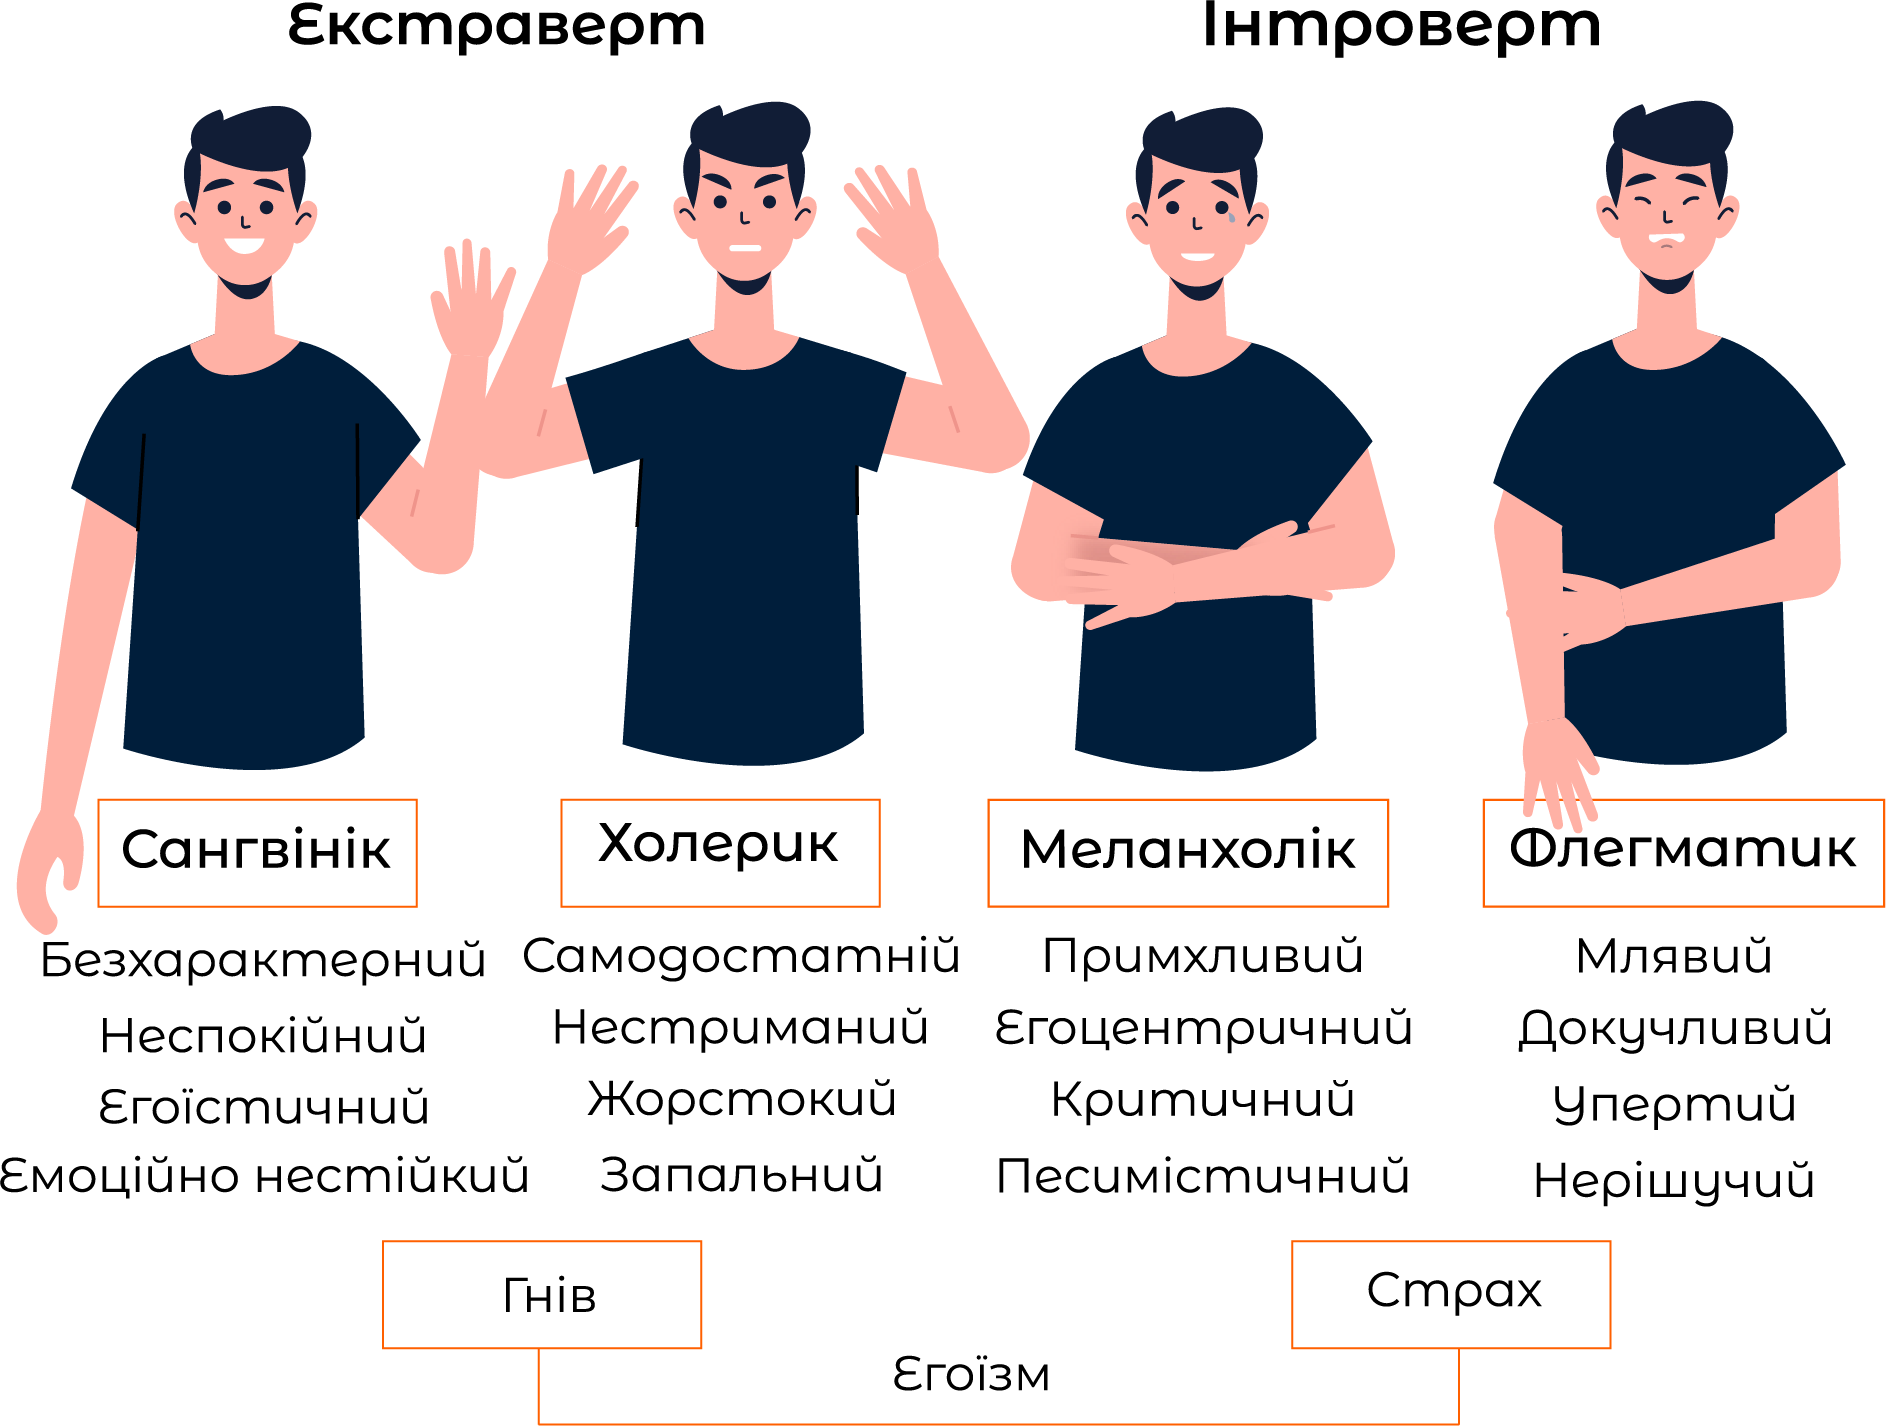 Екстраверт
Інтроверт
Сангвінік
Холерик
Меланхолік
Флегматик
Безхарактерний
Неспокійний
Егоїстичний
Емоційно нестійкий
Самодостатній
Нестриманий
Жорстокий
Запальний
Примхливий
Егоцентричний
Критичний
Песимістичний
Млявий
Докучливий
Упертий
Нерішучий
Гнів
Страх
Егоїзм